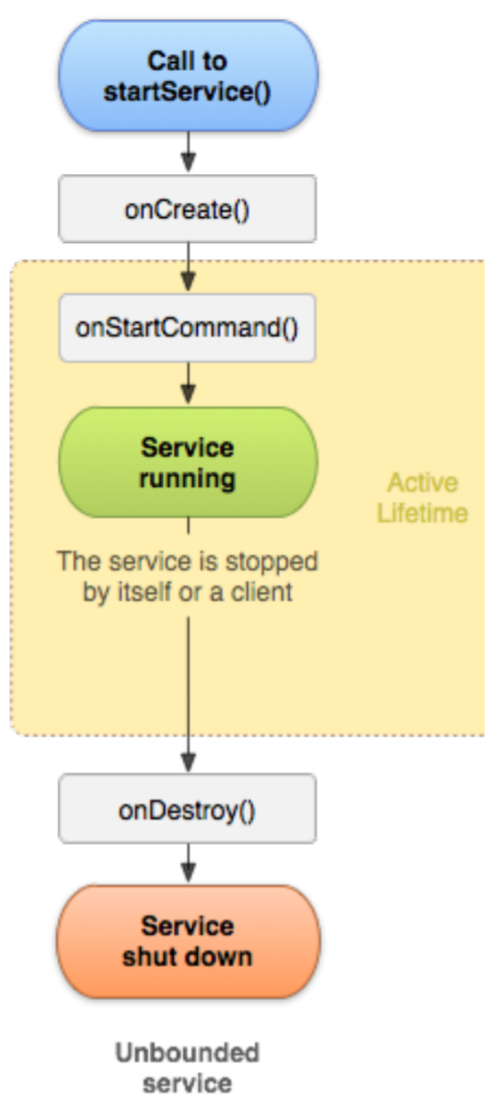 Call to
startService()
onCreate()
onStartCommand()
Service
running
Active
Lifetime
The service is stopped
by itself or a client
onDestroy()
Service
shut down
Unbounded
service